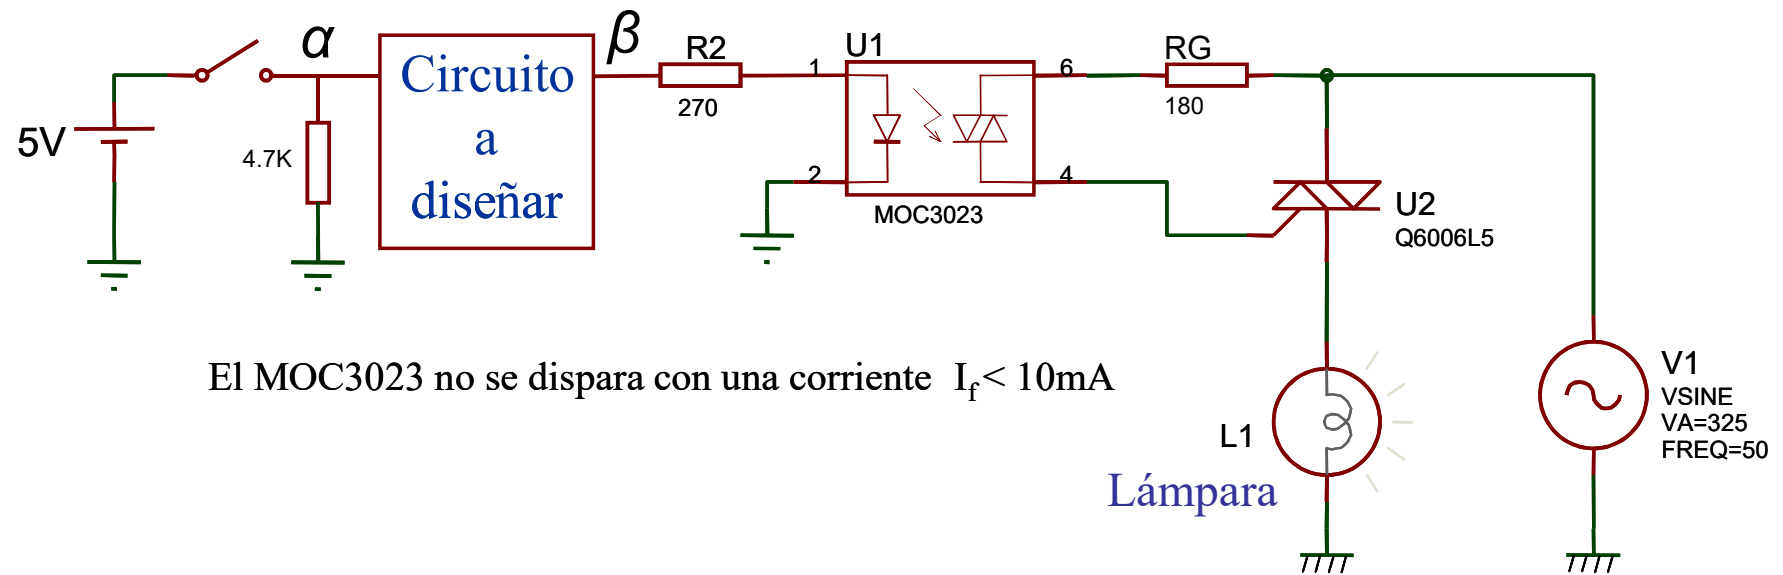 α
β
5V
4.7K
Circuito
a
diseñar
R2
270
U1
1
2
6
4
MOC3023
RG
180
U2
Q6006L5
El MOC3023 no se dispara con una corriente If < 10mA
L1
Lámpara
V1
VSINE
VA=325
FREQ=50